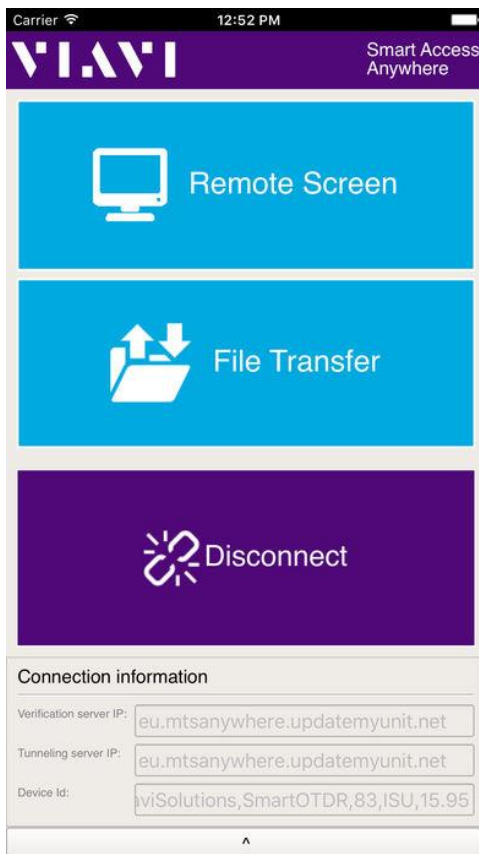 Carrier 12:52 PM
VIAVI
Smart Access
Anywhere
Remote Screen
File Transfer
Disconnect
Connection information
Verification server IP: eu.mtsanywhere.updatemyunit.net
Tunneling server IP: eu.mtsanywhere.updatemyunit.net
Device Id: aviSolutions,SmartOTDR,83,ISU,15.95
^